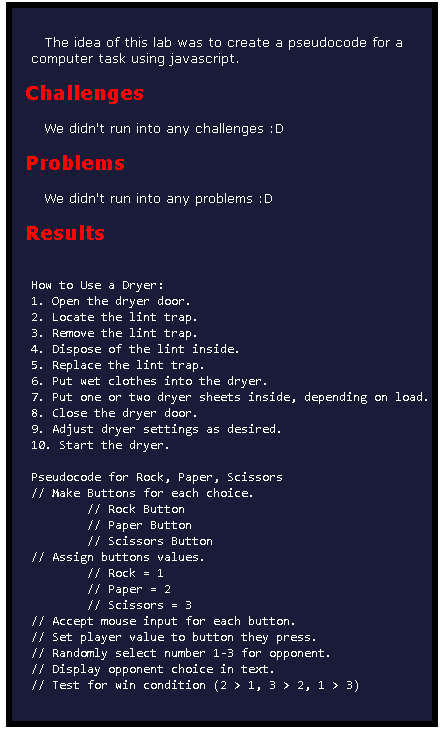 The idea of this lab was to create a pseudocode for a
computer task using javascript.
Challenges
We didn't run into any challenges :D
Problems
We didn't run into any problems :D
Results
How to Use a Dryer:
1. Open the dryer door.
2. Locate the lint trap.
3. Remove the lint trap.
4. Dispose of the lint inside.
5. Replace the lint trap.
6. Put wet clothes into the dryer.
7. Put one or two dryer sheets inside, depending on load.
8. Close the dryer door.
9. Adjust dryer settings as desired.
10. Start the dryer.
Pseudocode for Rock, Paper, Scissors
// Make Buttons for each choice.
// Rock Button
// Paper Button
// Scissors Button
// Assign buttons values.
// Rock = 1
// Paper = 2
// Scissors = 3
// Accept mouse input for each button.
// Set player value to button they press.
// Randomly select number 1-3 for opponent.
// Display opponent choice in text.
// Test for win condition (2 > 1, 3 > 2, 1 > 3)